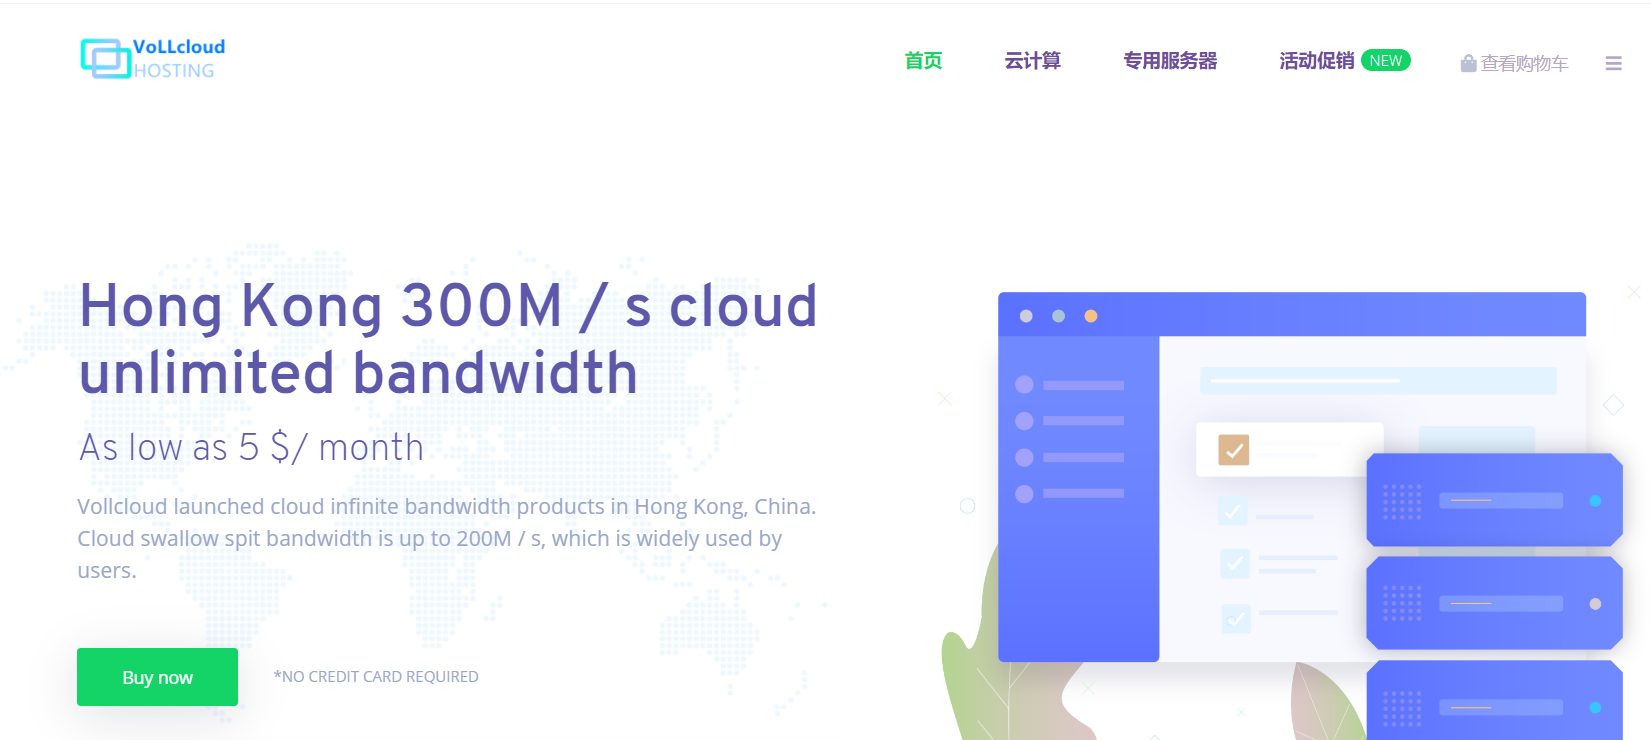 VoLLcloud
HOSTING
首页
云计算
专用服务器
活动促销 NEW
查看购物车
Hong Kong 300M / s cloud
unlimited bandwidth
As low as 5 $/ month
Vollcloud launched cloud infinite bandwidth products in Hong Kong, China.
Cloud swallow spit bandwidth is up to 200M / s, which is widely used by
users.
Buy now
*NO CREDIT CARD REQUIRED